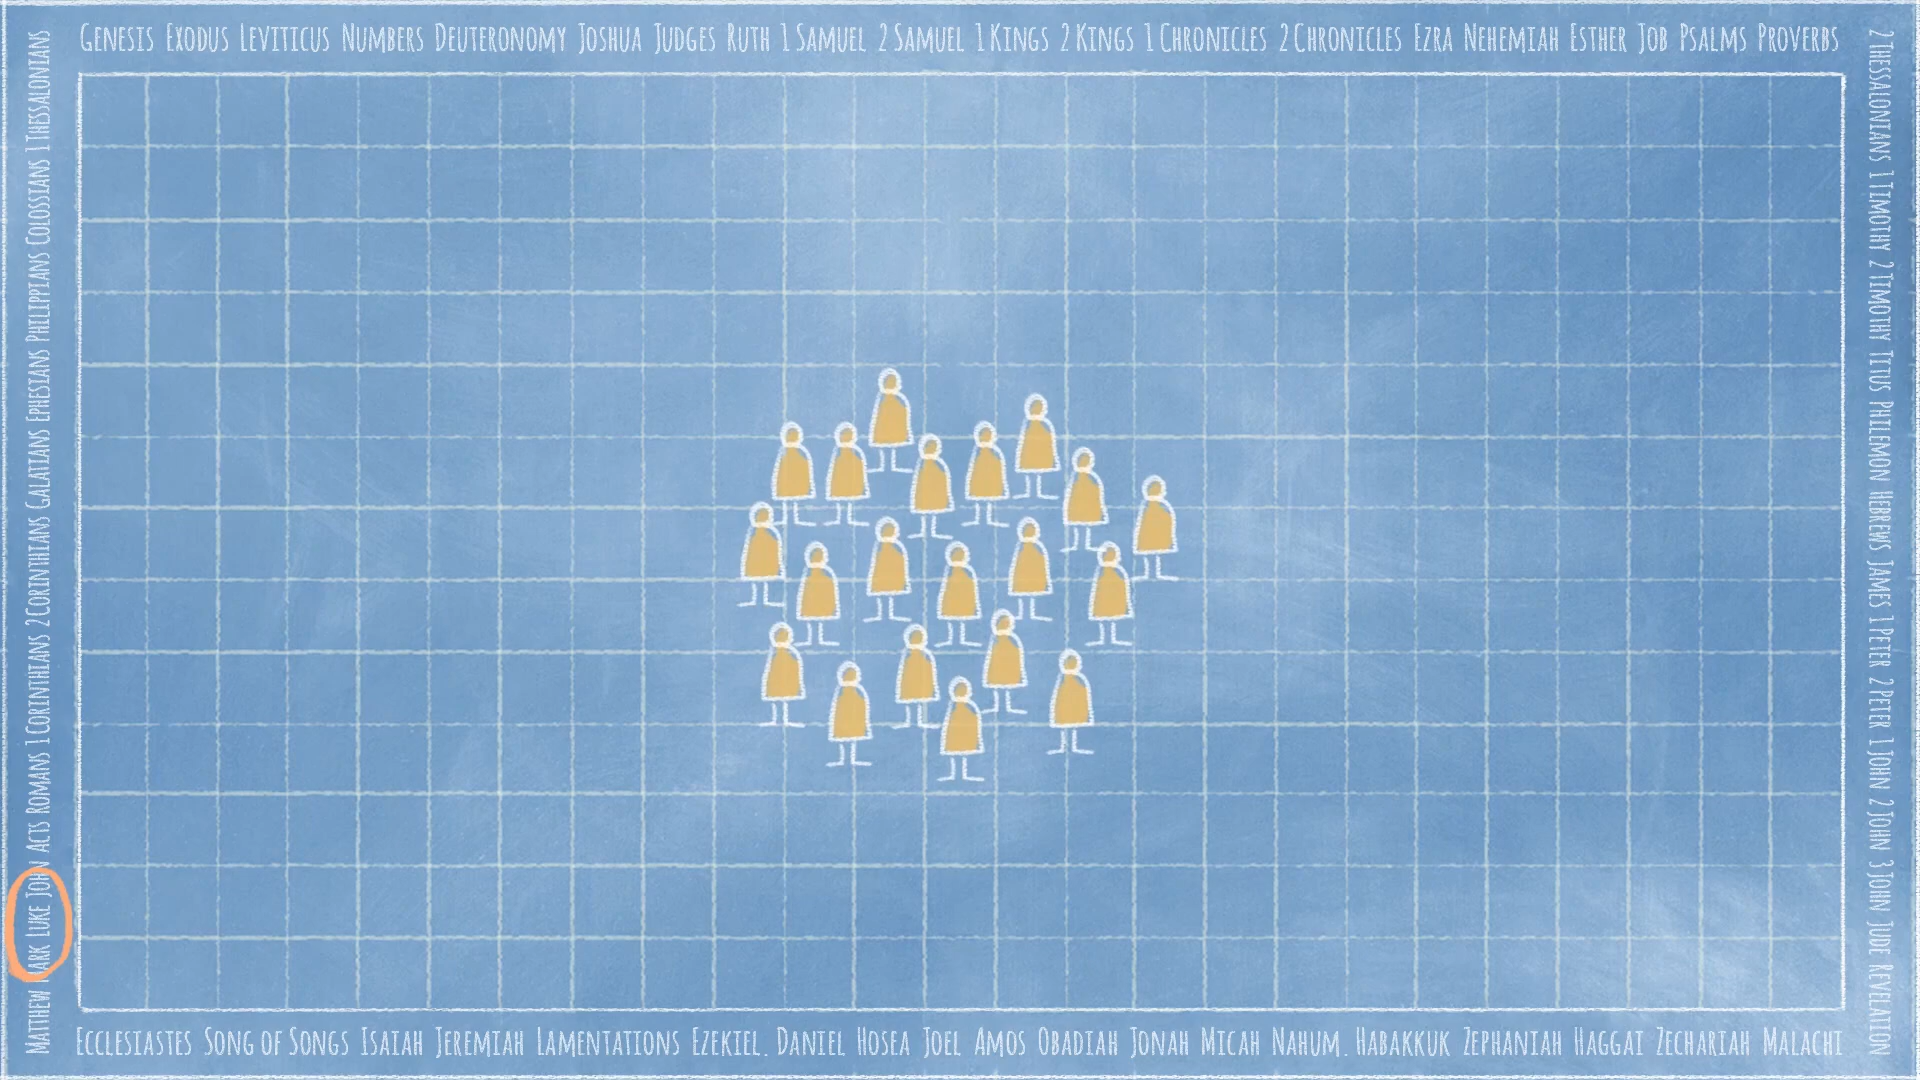 Genesis Exodus Leviticus Numbers Deuteronomy Joshua Judges Ruth 1 Samuel 2 Samuel 1 Kings 2 Kings 1 Chronicles 2 Chronicles Ezra Nehemiah Esther Job Psalms Proverbs
Ecclesiastes Song of Songs Isaiah Jeremiah Lamentations Ezekiel. Daniel Hosea Joel Amos Obadiah Jonah Micah Nahum. Habakkuk Zephaniah Haggai Zechariah Malachi
Matthew Mark Luke John Acts Romans 1 Corinthians 2 Corinthians Galatians Ephesians Philippians Colossians 1 Thessalonians
2 Thessalonians 1 Timothy 2 Timothy Titus Philemon Hebrews James 1 Peter 2 Peter 1 John 2 John 3 John Jude Revelation